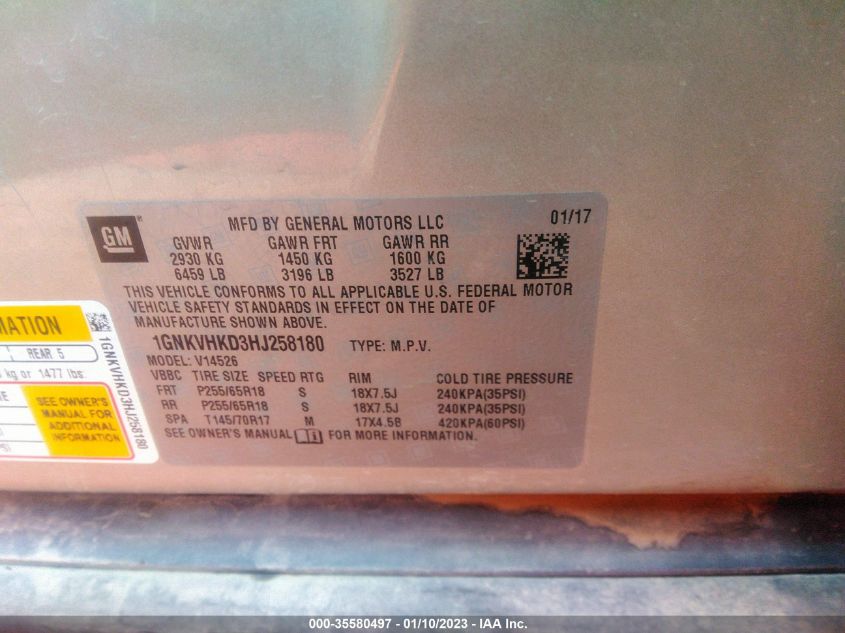 GM
MFD BY GENERAL MOTORS LLC 01/17
GVWR GAWR FRT GAWR RR
2930 KG 1450 KG 1600 KG
6459 LB 3196 LB 3527 LB
THIS VEHICLE CONFORMS TO ALL APPLICABLE U.S. FEDERAL MOTOR
VEHICLE SAFETY STANDARDS IN EFFECT ON THE DATE OF
MANUFACTURE SHOWN ABOVE.
1GNKVHKD3HJ258180 TYPE: M.P.V.
MODEL: V14526
VBBC TIRE SIZE SPEED RTG RIM COLD TIRE PRESSURE
FRT P255/65R18 S 18X7.5J 240KPA(35PSI)
RR P255/65R18 S 18X7.5J 240KPA(35PSI)
SPA T145/70R17 M 17X4.5B 420KPA(60PSI)
SEE OWNER'S MANUAL FOR MORE INFORMATION.
REAR 5
kg or 1477 lbs.
SEE OWNER'S
MANUAL FOR
ADDITIONAL
INFORMATION
1GNKVHKD3HJ258180
000-35580497 - 01/10/2023 - IAA Inc.